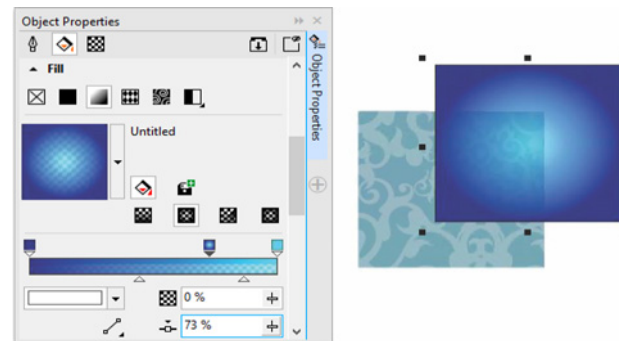 Object Properties
Fill
Object Properties
Untitled
0 %
73 %